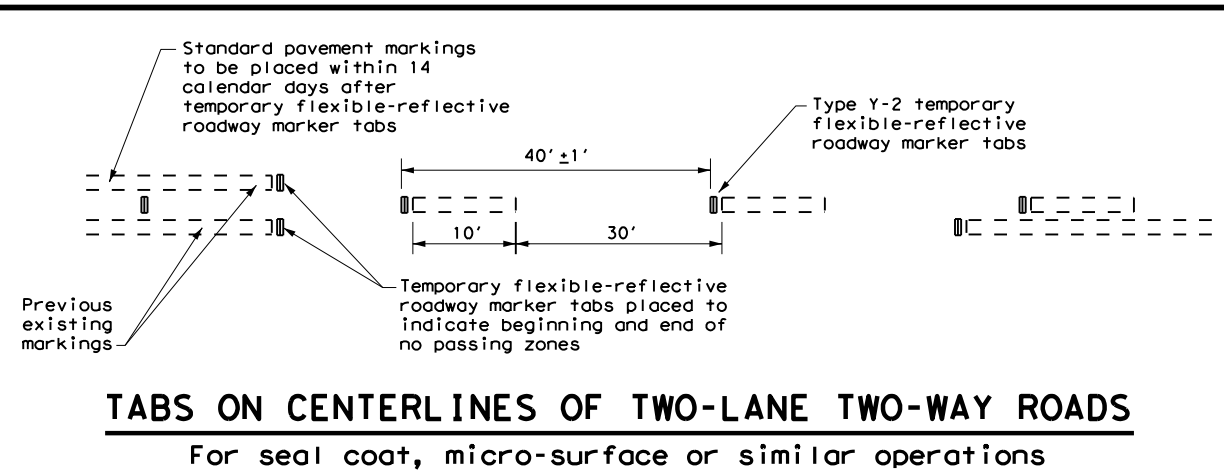 Standard pavement markings
to be placed within 14
calendar days after
temporary flexible-reflective
roadway marker tabs
Type Y-2 temporary
flexible-reflective
roadway marker tabs
40' ±1'
10'
30'
Previous
existing
markings
Temporary flexible-reflective
roadway marker tabs placed to
indicate beginning and end of
no passing zones
TABS ON CENTERLINES OF TWO-LANE TWO-WAY ROADS
For seal coat, micro-surface or similar operations